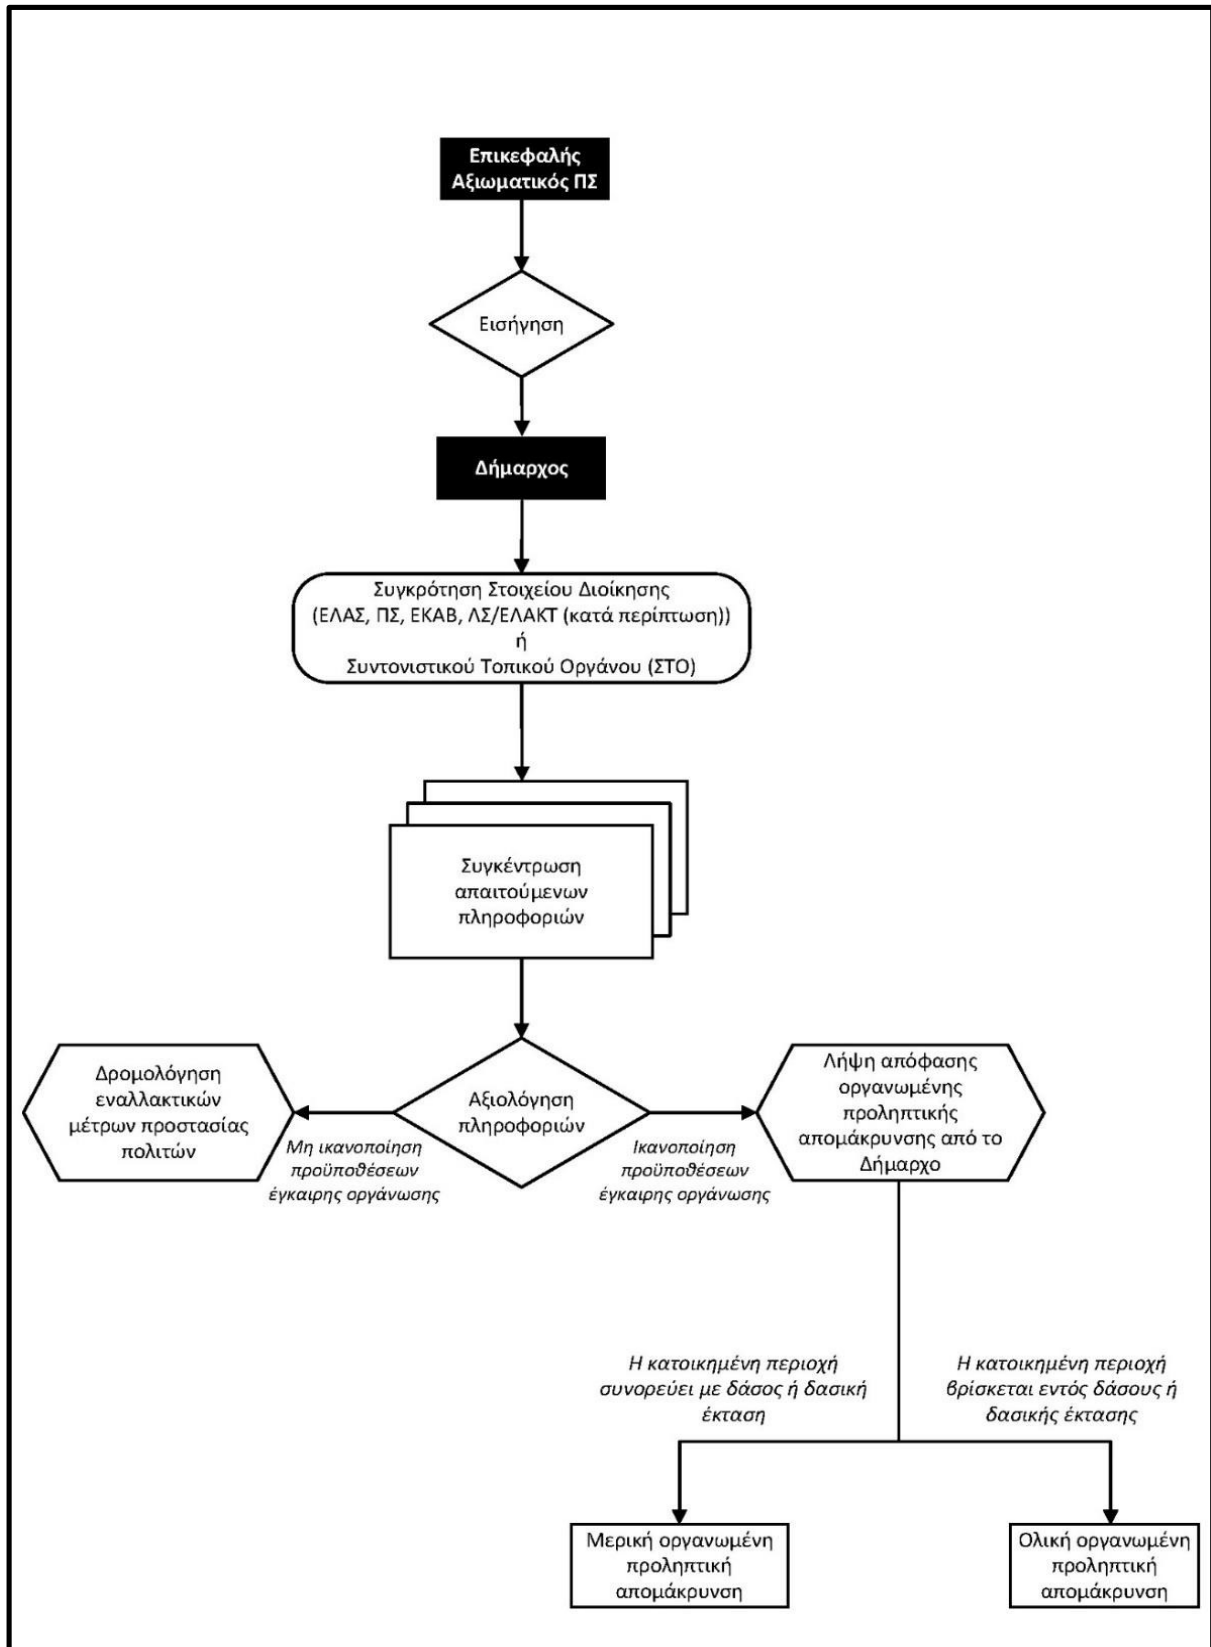 Επικεφαλής
Αξιωματικός ΠΣ
Εισήγηση
Δήμαρχος
Συγκρότηση Στοιχείου Διοίκησης
(ΕΛΑΣ, ΠΣ, ΕΚΑΒ, ΛΣ/ΕΛΑΚΤ (κατά περίπτωση))
ή
Συντονιστικού Τοπικού Οργάνου (ΣΤΟ)
Συγκέντρωση
απαιτούμενων
πληροφοριών
Δρομολόγηση
εναλλακτικών
μέτρων προστασίας
πολιτών
Μη ικανοποίηση
προϋποθέσεων
έγκαιρης οργάνωσης
Αξιολόγηση
πληροφοριών
Ικανοποίηση
προϋποθέσεων
έγκαιρης οργάνωσης
Λήψη απόφασης
οργανωμένης
προληπτικής
απομάκρυνσης από το
Δήμαρχο
Η κατοικημένη περιοχή
συνορεύει με δάσος ή δασική
έκταση
Η κατοικημένη περιοχή
βρίσκεται εντός δάσους ή
δασικής έκτασης
Μερική οργανωμένη
προληπτική
απομάκρυνση
Ολική οργανωμένη
προληπτική
απομάκρυνση